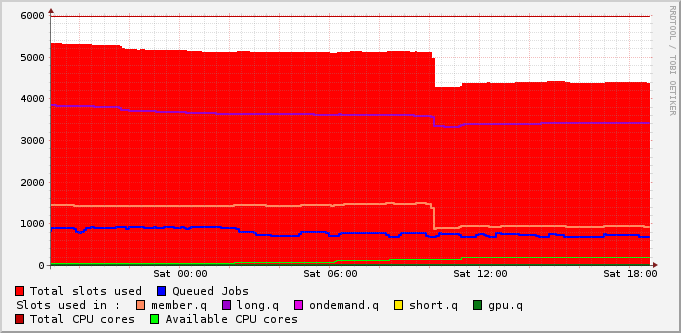 6000
5000
4000
3000
2000
1000
0
Sat 00:00 Sat 06:00 Sat 12:00 Sat 18:00
Total slots used Queued Jobs
Slots used in : member.q long.q ondemand.q short.q gpu.q
Total CPU cores Available CPU cores
RRDTOOL / TOBI OETIKER